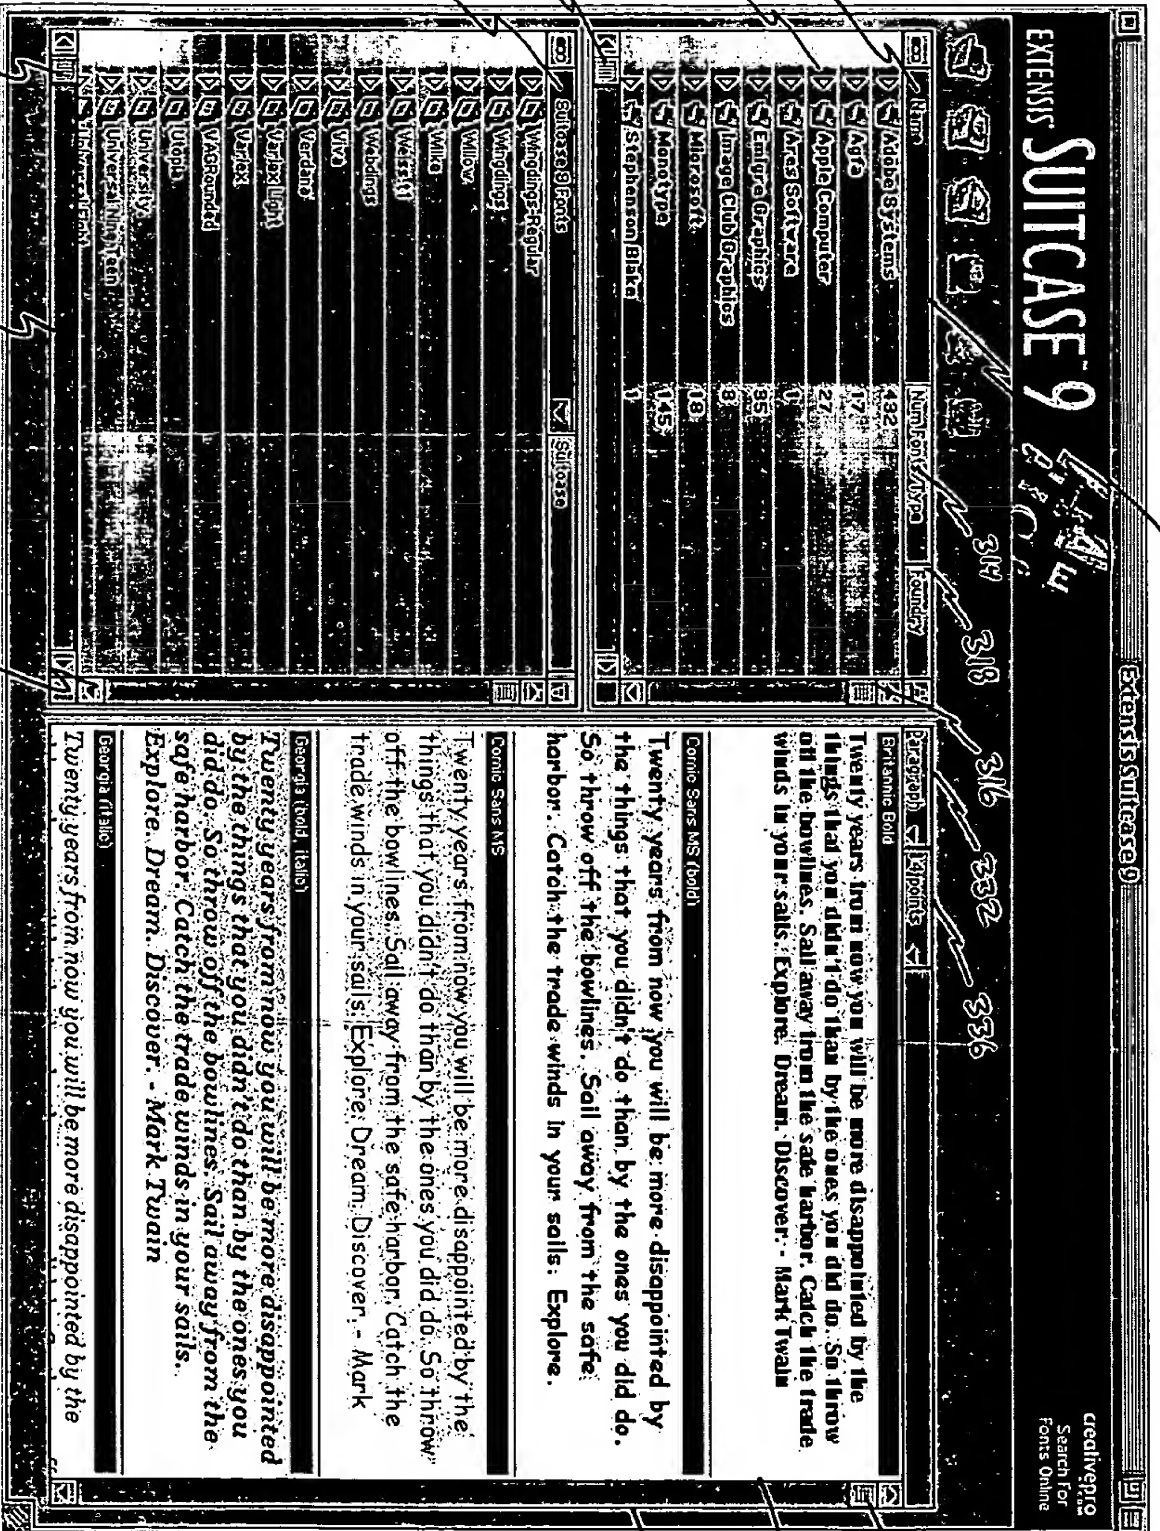 Extensis Suitcase 9
EXTENSIS SUITCASE™ 9
creativepro
.COM
Search For
Fonts Online
314
318
316
332
336
Name
Num fonts/type
Foundry
Adobe Systems 432
Agfa 17
Apple Computer 27
Ares Software 1
Emigre Graphics 85
Image Club Graphics 8
Microsoft 18
Monotype 145
Stephenson Blake 1
Suitcase 9 Fonts
Suitcase
Wingdings-Regular
Wingdings
Willow
Wilke
Weissit
Webdings
Viva
Verdana
Varlex Light
Varlex
VAGRounded
Utopia
University
Universal Ningtreen
Paragraph
14 points
Britannic Bold
Twenty years from now you will be more disappointed by the
things that you didn't do than by the ones you did do. So throw
off the bowlines. Sail away from the safe harbor. Catch the trade
winds in your sails. Explore. Dream. Discover. - Mark Twain
Comic Sans MS (bold)
Twenty years from now you will be more disappointed by
the things that you didn't do than by the ones you did do.
So throw off the bowlines. Sail away from the safe
harbor. Catch the trade winds in your sails. Explore.
Comic Sans MS
Twenty years from now you will be more disappointed by the
things that you didn't do than by the ones you did do. So throw
off the bowlines. Sail away from the safe harbor. Catch the
trade winds in your sails. Explore. Dream. Discover. - Mark
Georgia (bold, italic)
Twenty years from now you will be more disappointed
by the things that you didn't do than by the ones you
did do. So throw off the bowlines. Sail away from the
safe harbor. Catch the trade winds in your sails.
Explore. Dream. Discover. - Mark Twain
Georgia (italic)
Twenty years from now you will be more disappointed by the